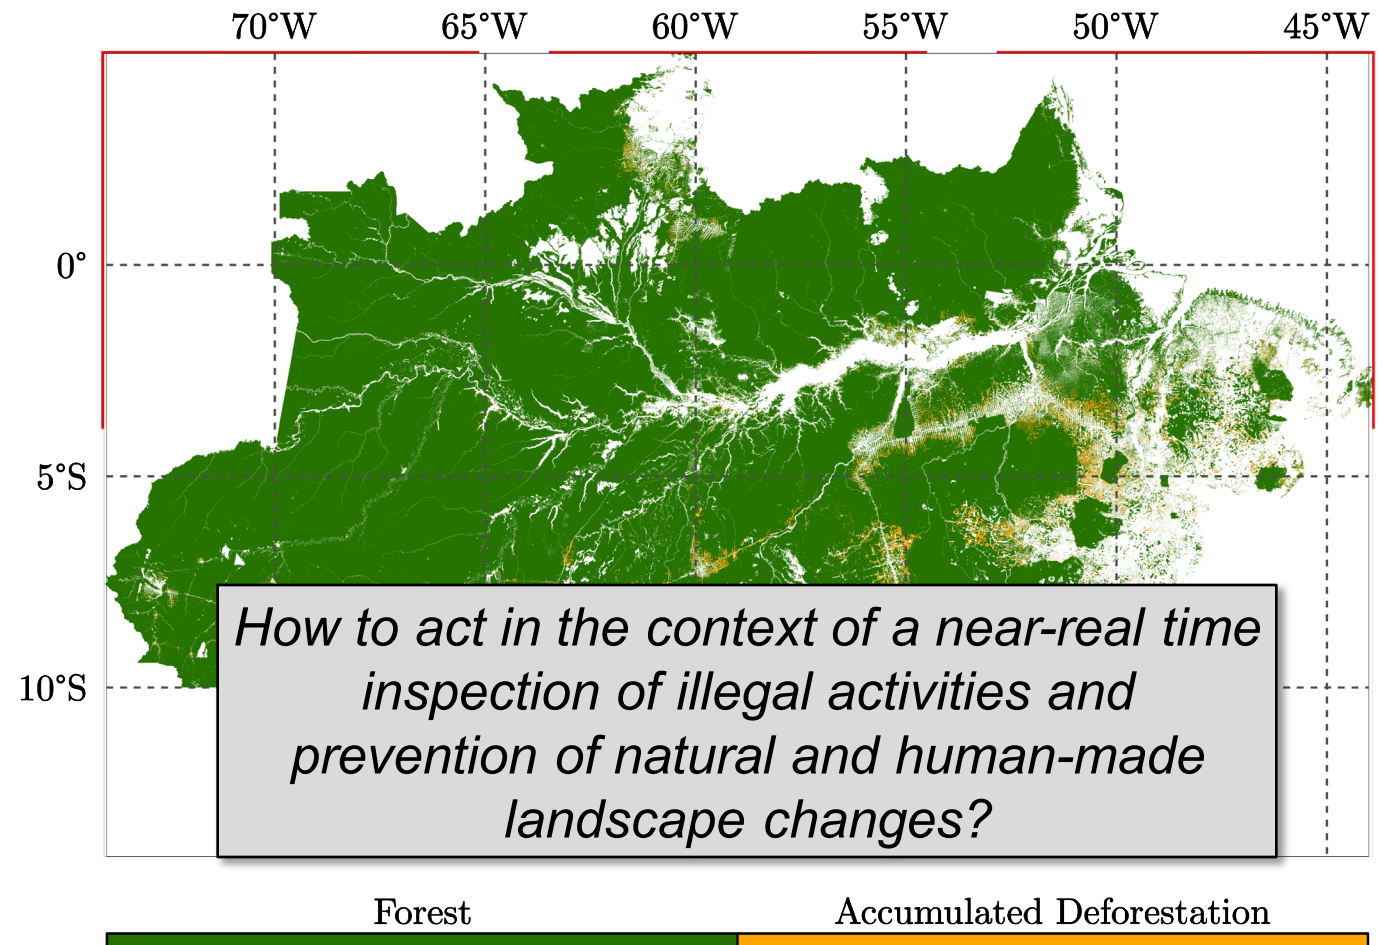 70°W 65°W 60°W 55°W 50°W 45°W
0°
5°S
10°S
How to act in the context of a near-real time
inspection of illegal activities and
prevention of natural and human-made
landscape changes?
Forest Accumulated Deforestation